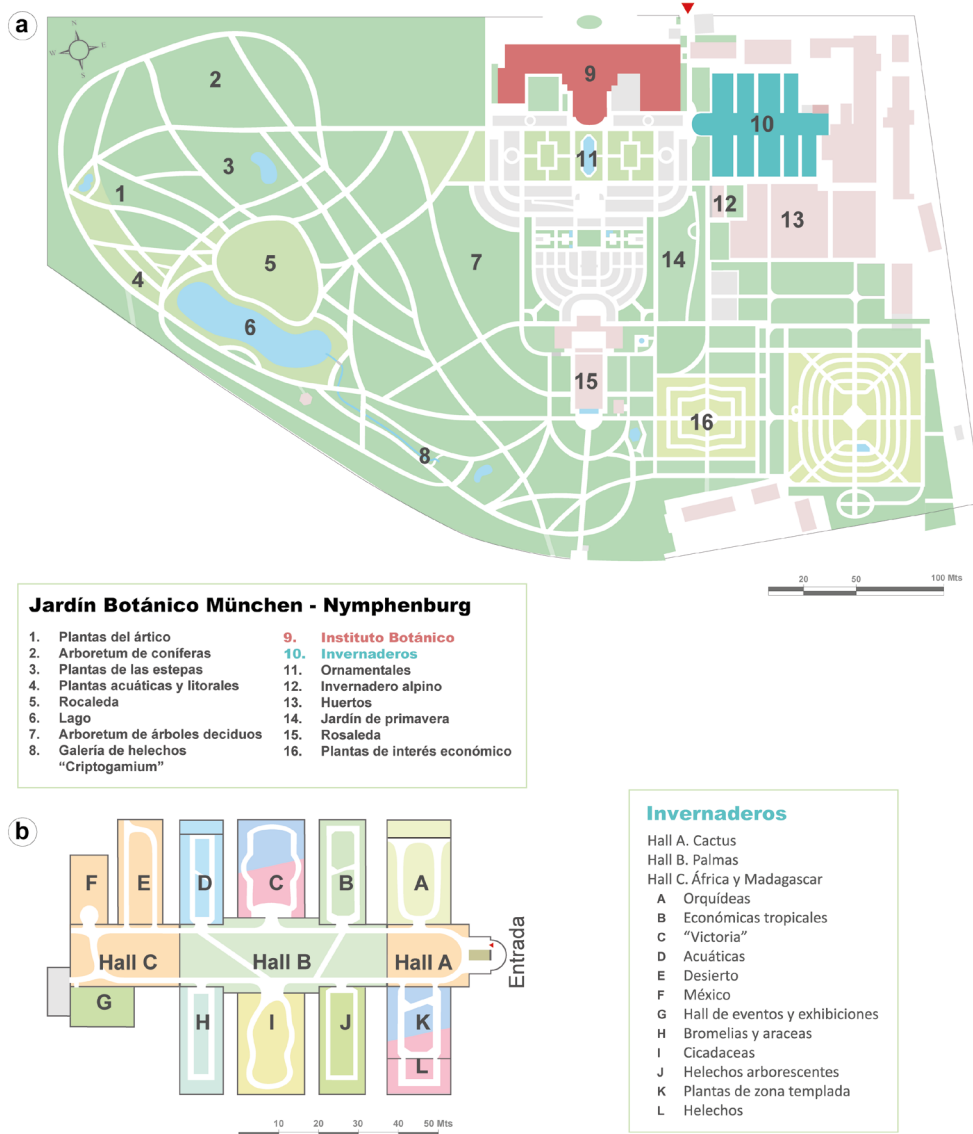 a
N
W E
S
2
9
10
11
3
1
12
13
5
7
14
4
6
15
16
8
20 50 100 Mts
Jardín Botánico München - Nymphenburg
1. Plantas del ártico
2. Arboretum de coníferas
3. Plantas de las estepas
4. Plantas acuáticas y litorales
5. Rocaleda
6. Lago
7. Arboretum de árboles deciduos
8. Galería de helechos
“Criptogamium”
9. Instituto Botánico
10. Invernaderos
11. Ornamentales
12. Invernadero alpino
13. Huertos
14. Jardín de primavera
15. Rosaleda
16. Plantas de interés económico
b
F E D C B A
Hall C Hall B Hall A
Entrada
G H I J K
L
10 20 30 40 50 Mts
Invernaderos
Hall A. Cactus
Hall B. Palmas
Hall C. África y Madagascar
A Orquídeas
B Económicas tropicales
C “Victoria”
D Acuáticas
E Desierto
F México
G Hall de eventos y exhibiciones
H Bromelias y araceas
I Cicadaceas
J Helechos arborescentes
K Plantas de zona templada
L Helechos